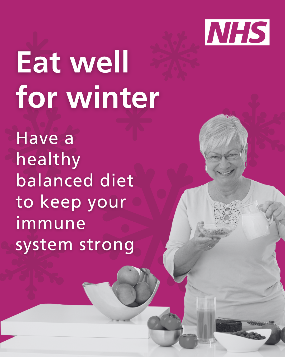 NHS
Eat well
for winter
Have a
healthy
balanced diet
to keep your
immune
system strong